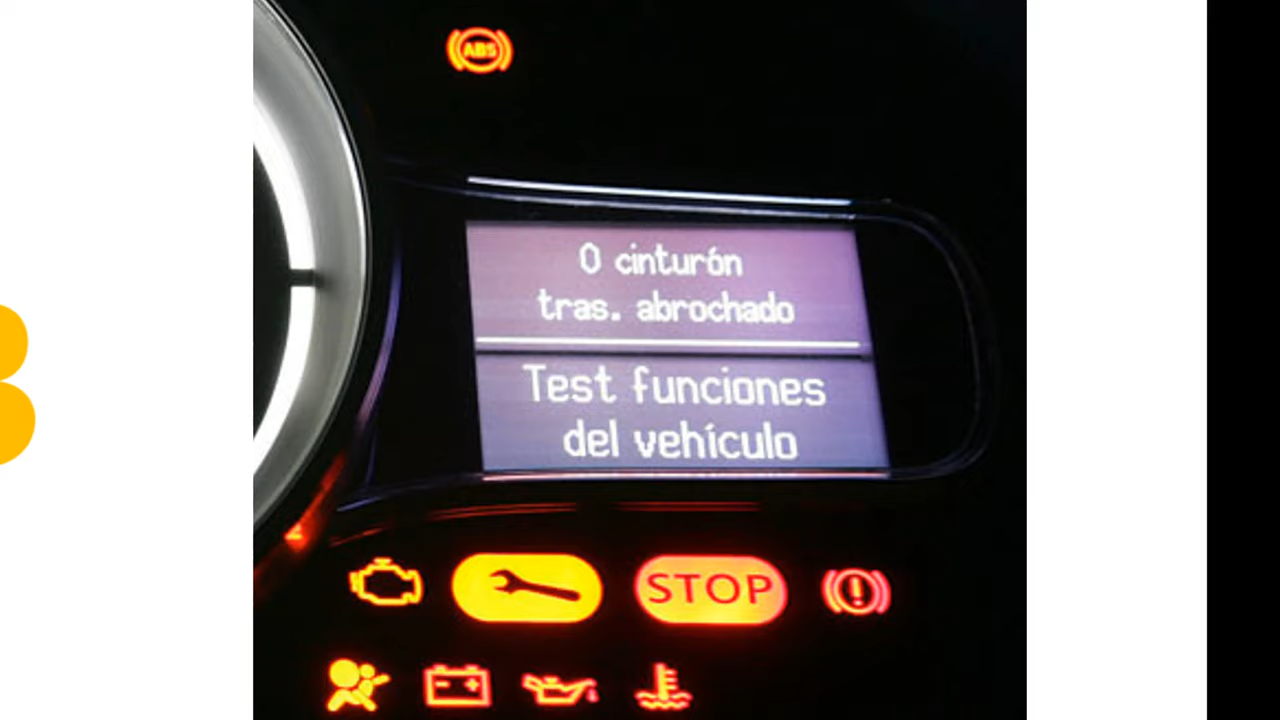 ABS
0 cinturón
tras. abrochado
Test funciones
del vehículo
STOP